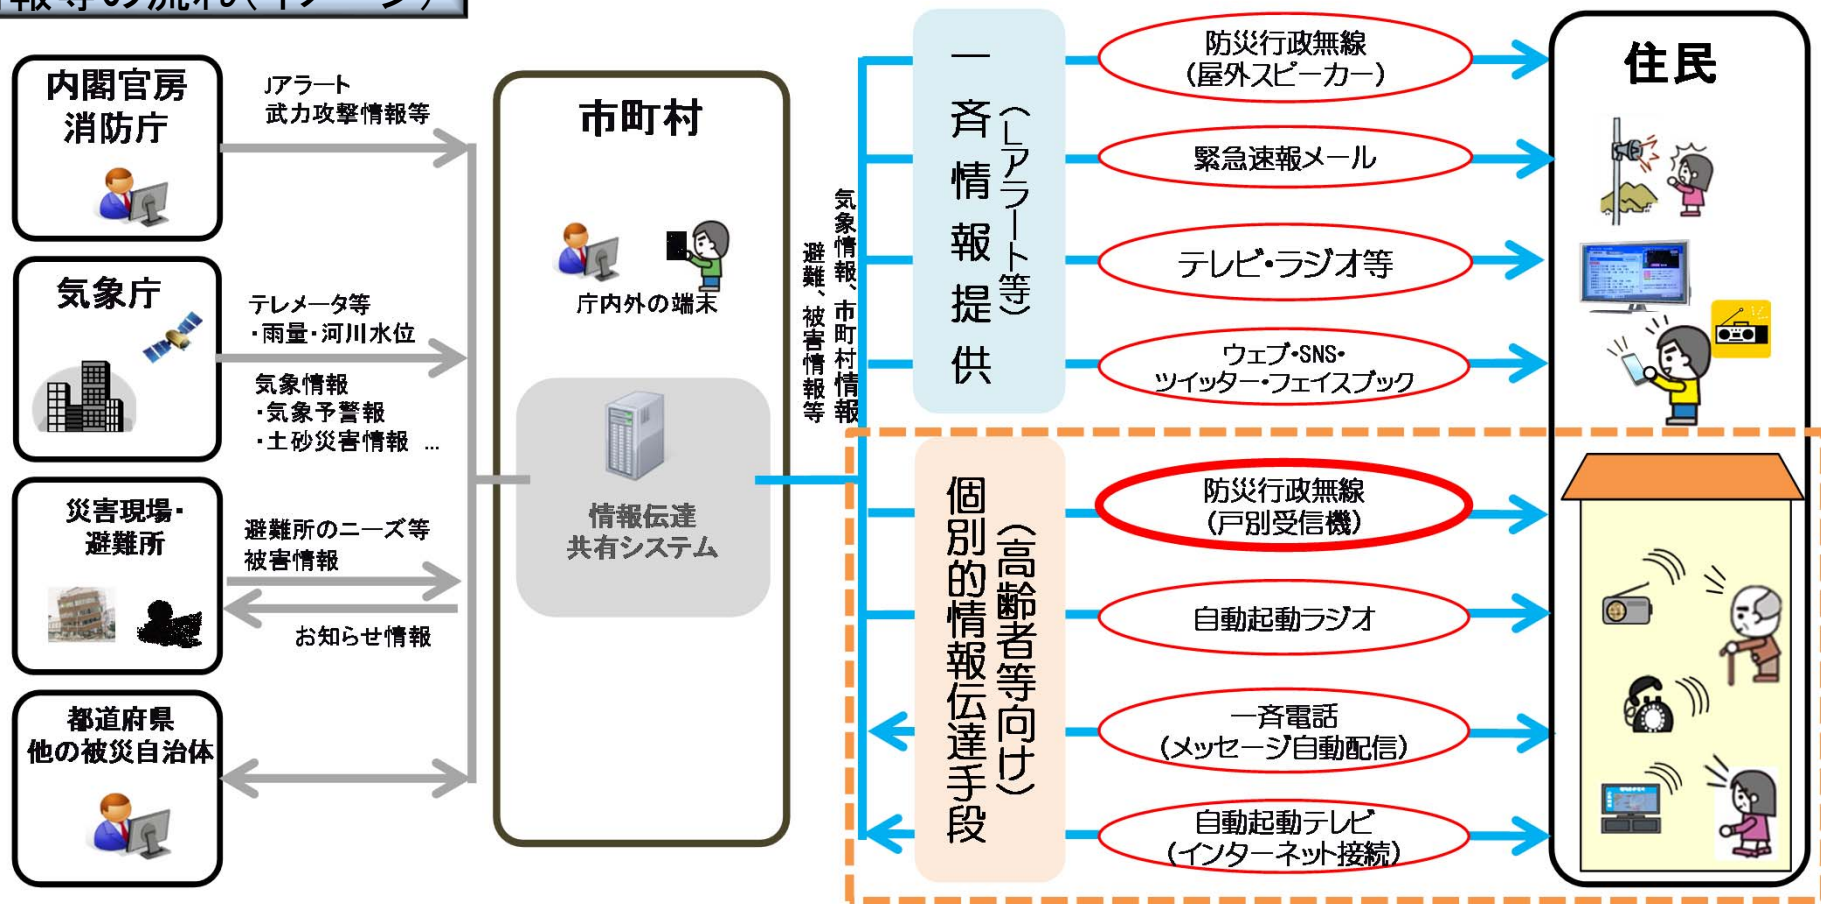 報等の流れ(イメージ)
内閣官房
消防庁
Jアラート
武力攻撃情報等
気象庁
テレメータ等
・雨量・河川水位
気象情報
・気象予警報
・土砂災害情報 …
災害現場・
避難所
避難所のニーズ等
被害情報
お知らせ情報
都道府県
他の被災自治体
市町村
庁内外の端末
情報伝達
共有システム
気象情報、市町村情報
避難、被害情報等
一斉情報提供
(Lアラート等)
防災行政無線
(屋外スピーカー)
緊急速報メール
テレビ・ラジオ等
ウェブ・SNS・
ツイッター・フェイスブック
個別的情報伝達手段
(高齢者等向け)
防災行政無線
(戸別受信機)
自動起動ラジオ
一斉電話
(メッセージ自動配信)
自動起動テレビ
(インターネット接続)
住民